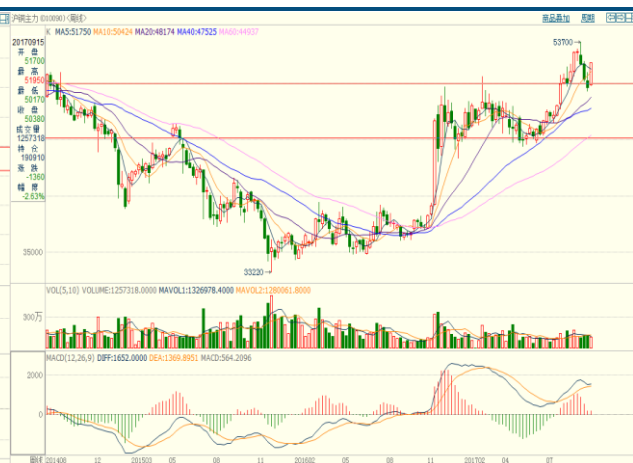 沪铜主力 (010090) (周线)
商品叠加 周期
K MA5:51750 MA10:50424 MA20:48174 MA40:47525 MA60:44937
20170915
开 盘
51700
最 高
51950
最 低
50170
收 盘
50380
成交量
1257318
持 仓
190910
涨 跌
-1360
幅 度
-2.63%
53700
35000
33220
VOL(5,10) VOLUME:1257318.0000 MAVOL1:1326978.4000 MAVOL2:1280061.8000
300万
MACD(12,26,9) DIFF:1652.0000 DEA:1369.8951 MACD:564.2096
2000
0
201408 12 201503 05 08 11 201602 05 08 11 201702 04 07